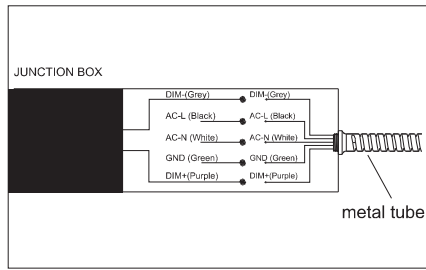 JUNCTION BOX
DIM-(Grey) DIM-(Grey)
AC-L (Black) AC-L (Black)
AC-N (White) AC-N (White)
GND (Green) GND (Green)
DIM+(Purple) DIM+(Purple)
metal tube